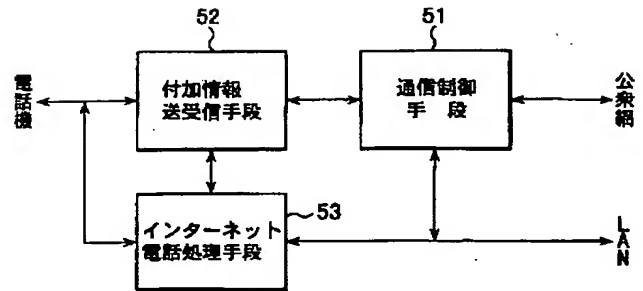 52
51
電話機
付加情報
送受信手段
通信制御
手 段
公衆網
53
インターネット
電話処理手段
LAN